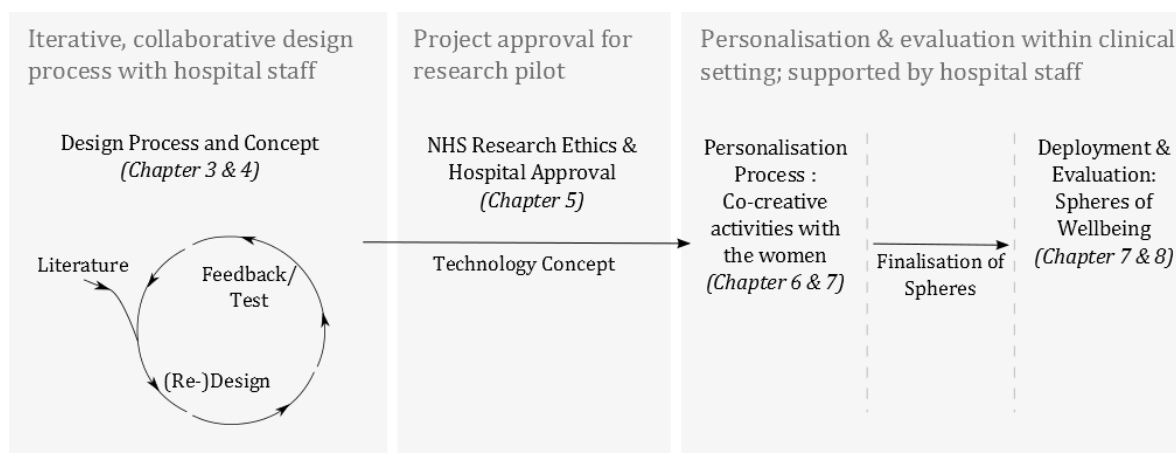 Iterative, collaborative design
process with hospital staff
Design Process and Concept
(Chapter 3 & 4)
Literature
Feedback/
Test
(Re-)Design
Project approval for
research pilot
NHS Research Ethics &
Hospital Approval
(Chapter 5)
Technology Concept
Personalisation & evaluation within clinical
setting; supported by hospital staff
Personalisation
Process :
Co-creative
activities with
the women
(Chapter 6 & 7)
Finalisation of
Spheres
Deployment &
Evaluation:
Spheres of
Wellbeing
(Chapter 7 & 8)